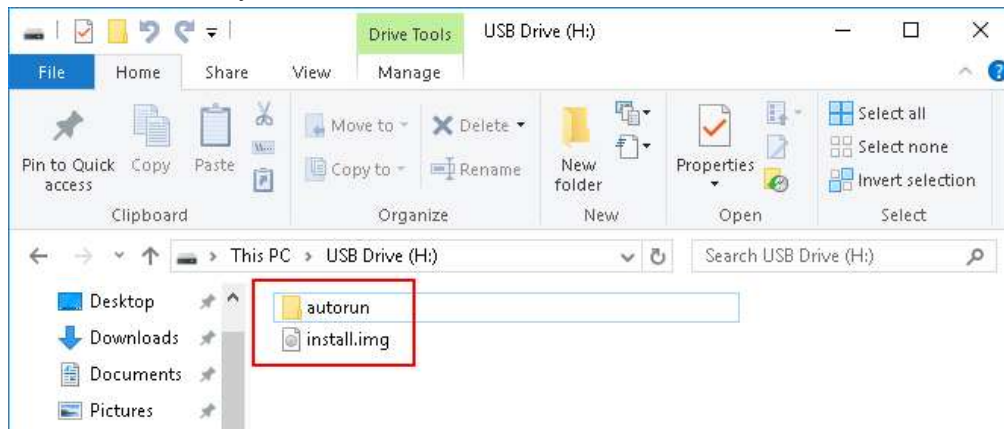 Drive Tools USB Drive (H:)
File Home Share View Manage
Move to Delete Select all
Pin to Quick access Copy Paste Copy to Rename New folder Properties Select none
Invert selection
Clipboard Organize New Open Select
This PC USB Drive (H:) Search USB Drive (H:)
Desktop autorun
Downloads install.img
Documents
Pictures